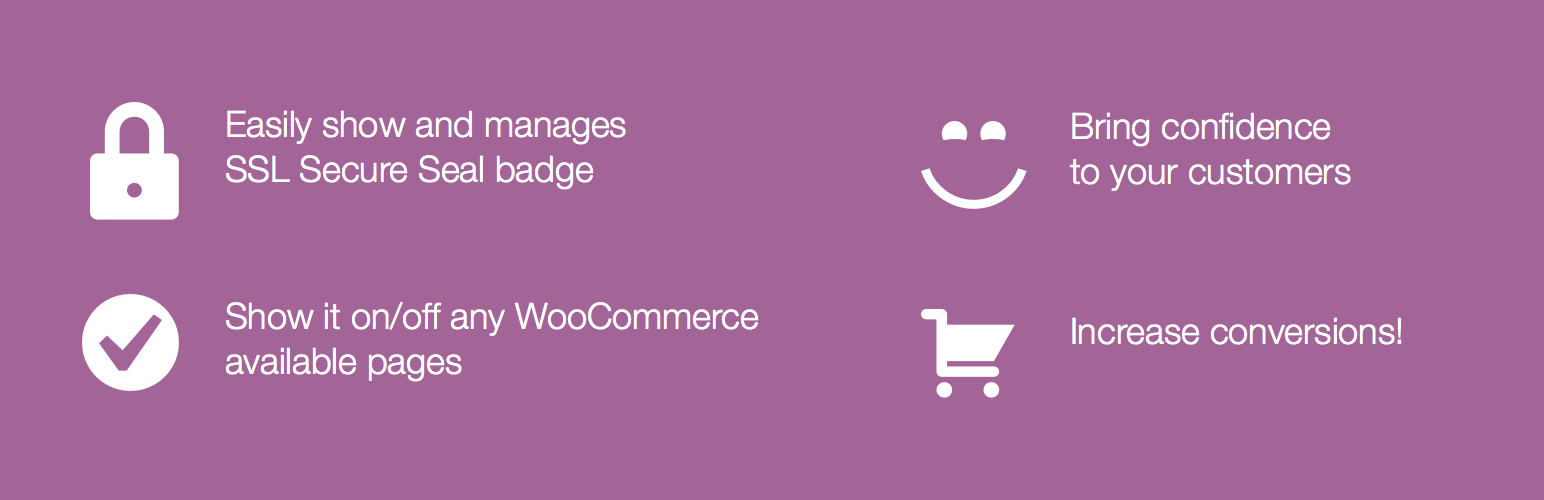 Easily show and manages
SSL Secure Seal badge
Bring confidence
to your customers
Show it on/off any WooCommerce
available pages
Increase conversions!